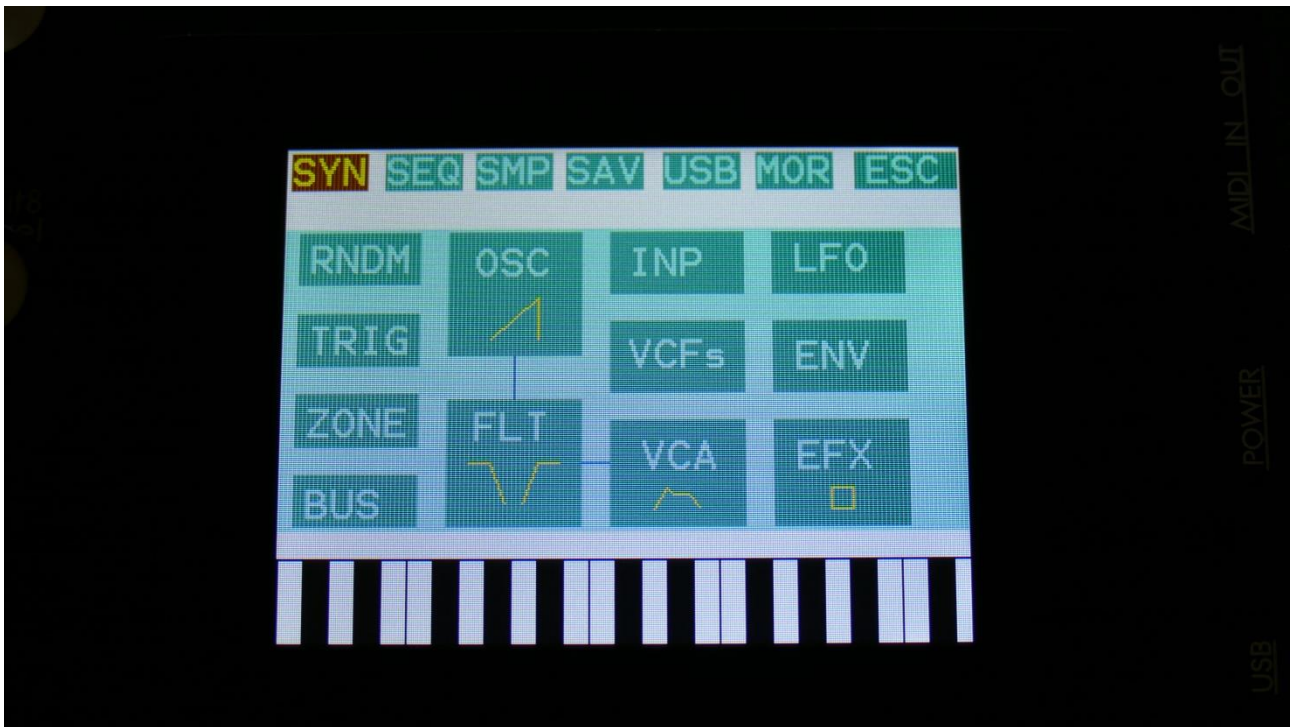 SYN SEQ SMP SAV USB MOR ESC
RNDM OSC INP LFO
TRIG VCFs ENV
ZONE FLT VCA EFX
BUS
MIDI IN OUT
POWER
USB